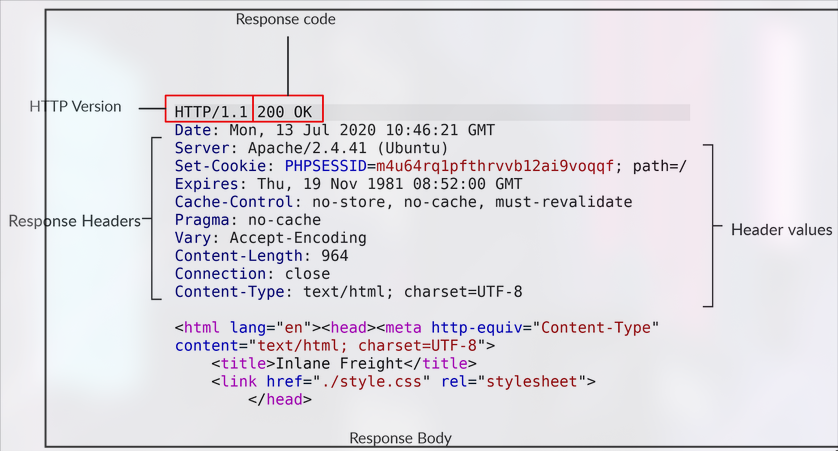 Response code
HTTP Version
HTTP/1.1 200 OK
Date: Mon, 13 Jul 2020 10:46:21 GMT
Server: Apache/2.4.41 (Ubuntu)
Set-Cookie: PHPSESSID=m4u64rq1pfthrvvb12ai9voqqf; path=/
Expires: Thu, 19 Nov 1981 08:52:00 GMT
Cache-Control: no-store, no-cache, must-revalidate
Pragma: no-cache
Vary: Accept-Encoding
Content-Length: 964
Connection: close
Content-Type: text/html; charset=UTF-8
Response Headers
Header values
<html lang="en"><head><meta http-equiv="Content-Type"
content="text/html; charset=UTF-8">
    <title>Inlane Freight</title>
    <link href="./style.css" rel="stylesheet">
        </head>
Response Body